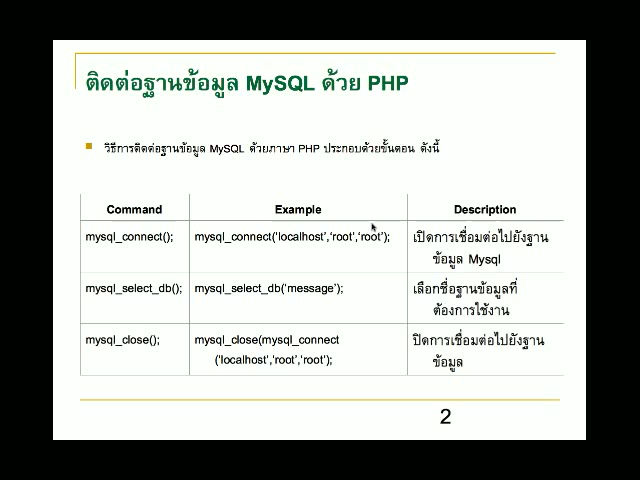 ติดต่อฐานข้อมูล MySQL ด้วย PHP
วิธีการติดต่อฐานข้อมูล MySQL ด้วยภาษา PHP ประกอบด้วยขั้นตอน ดังนี้
Command Example Description
mysql_connect(); mysql_connect('localhost','root','root'); เปิดการเชื่อมต่อไปยังฐาน
ข้อมูล Mysql
mysql_select_db(); mysql_select_db('message'); เลือกชื่อฐานข้อมูลที่
ต้องการใช้งาน
mysql_close(); mysql_close(mysql_connect ปิดการเชื่อมต่อไปยังฐาน
('localhost','root','root'); ข้อมูล
2